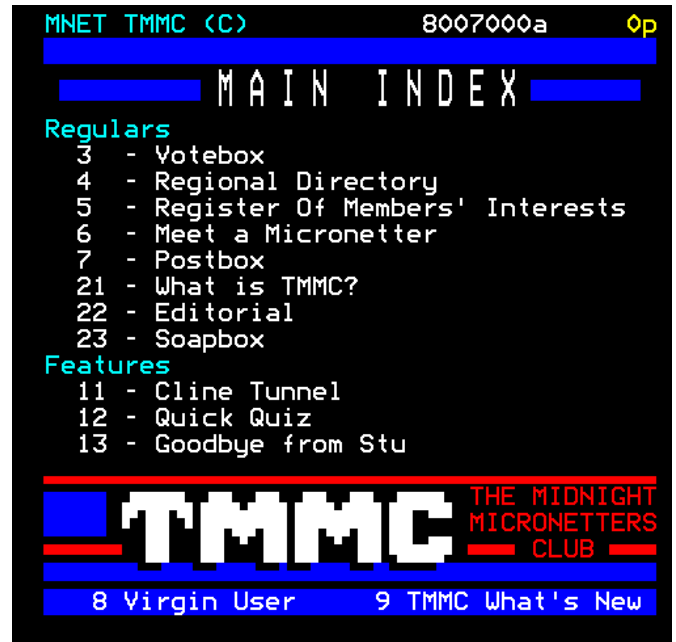 MNET TMMC (C) 8007000a 0p
MAIN INDEX
Regulars
3 - Votebox
4 - Regional Directory
5 - Register Of Members' Interests
6 - Meet a Micronetter
7 - Postbox
21 - What is TMMC?
22 - Editorial
23 - Soapbox
Features
11 - Cline Tunnel
12 - Quick Quiz
13 - Goodbye from Stu
TMMC
THE MIDNIGHT
MICRONETTERS
CLUB
8 Virgin User 9 TMMC What's New